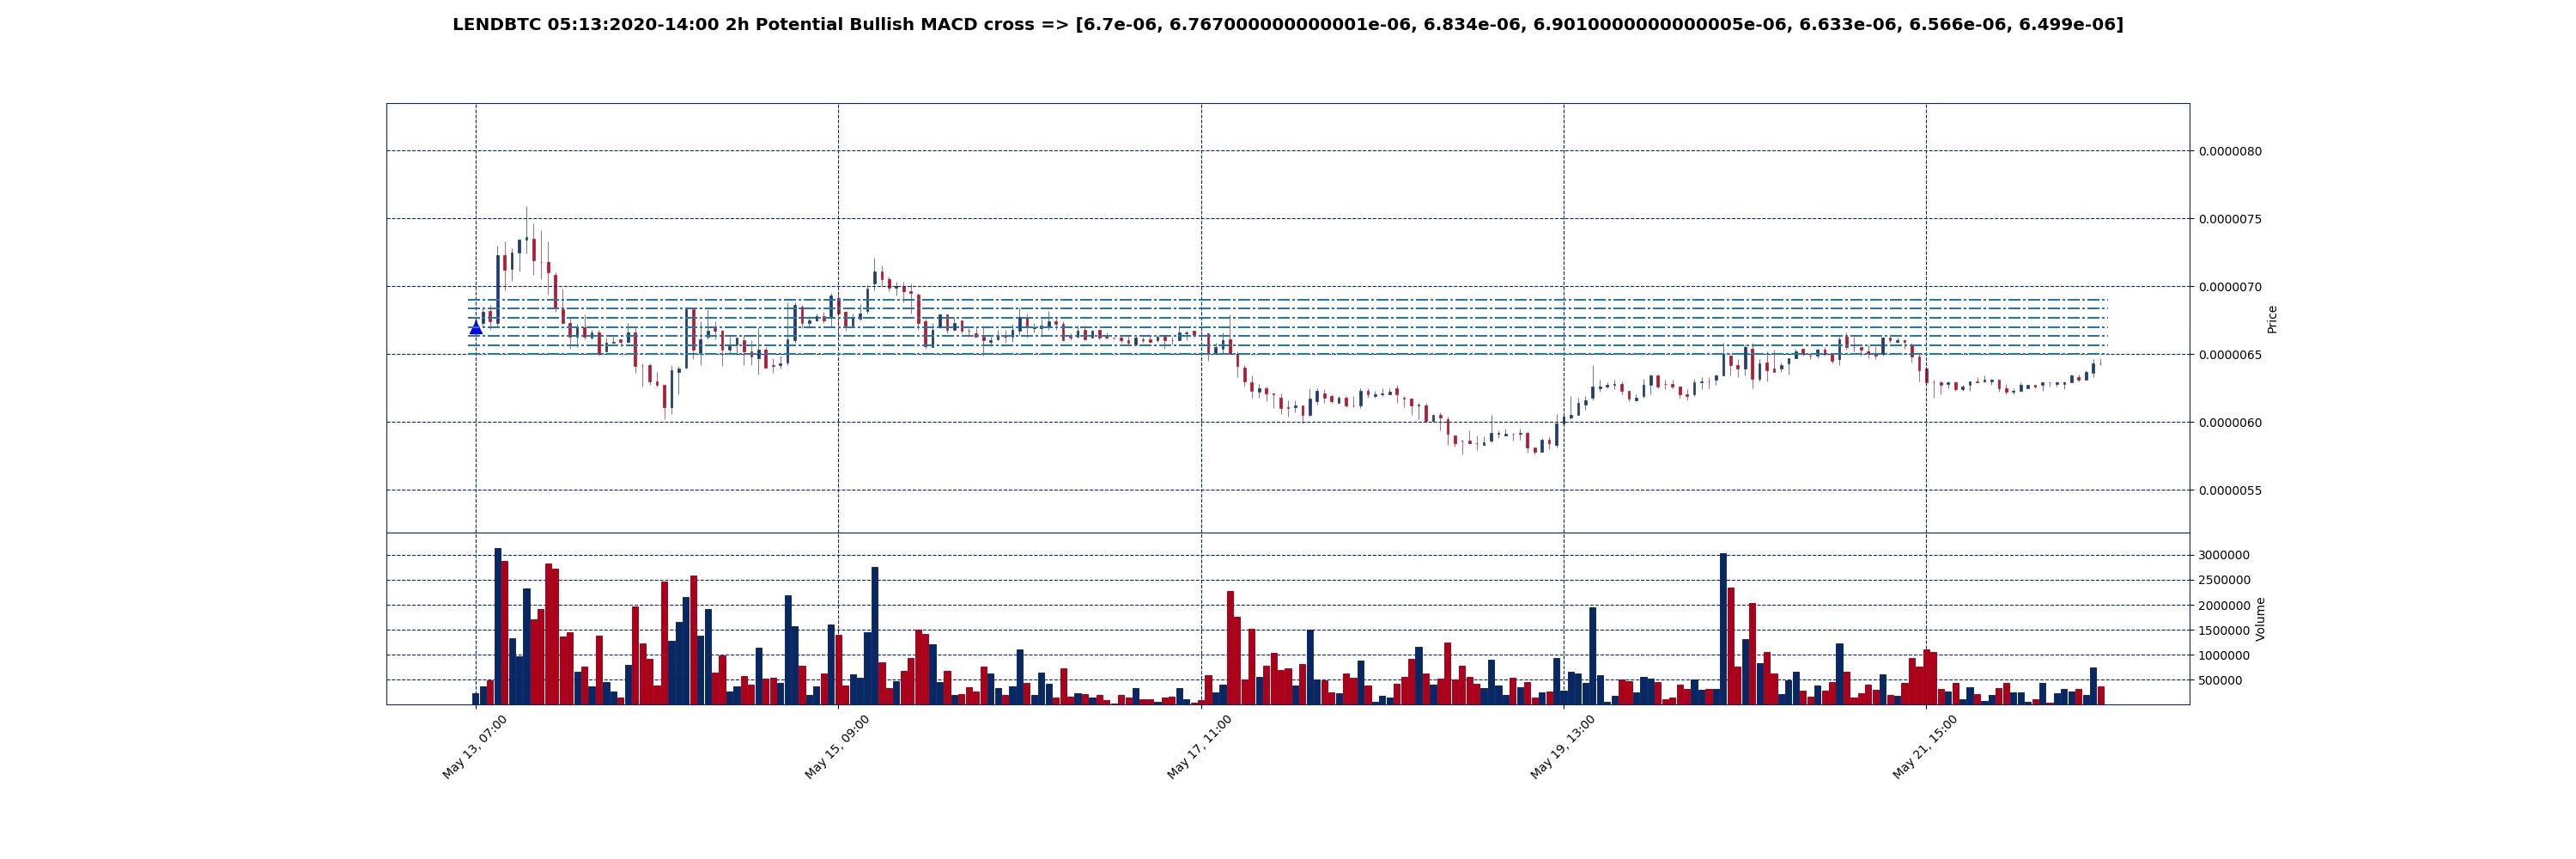 LENDBTC 05:13:2020-14:00 2h Potential Bullish MACD cross => [6.7e-06, 6.767000000000001e-06, 6.834e-06, 6.9010000000000005e-06, 6.633e-06, 6.566e-06, 6.499e-06]
0.0000080
0.0000075
0.0000070
0.0000065
0.0000060
0.0000055
Price
3000000
2500000
2000000
1500000
1000000
500000
Volume
May 13, 07:00
May 15, 09:00
May 17, 11:00
May 19, 13:00
May 21, 15:00